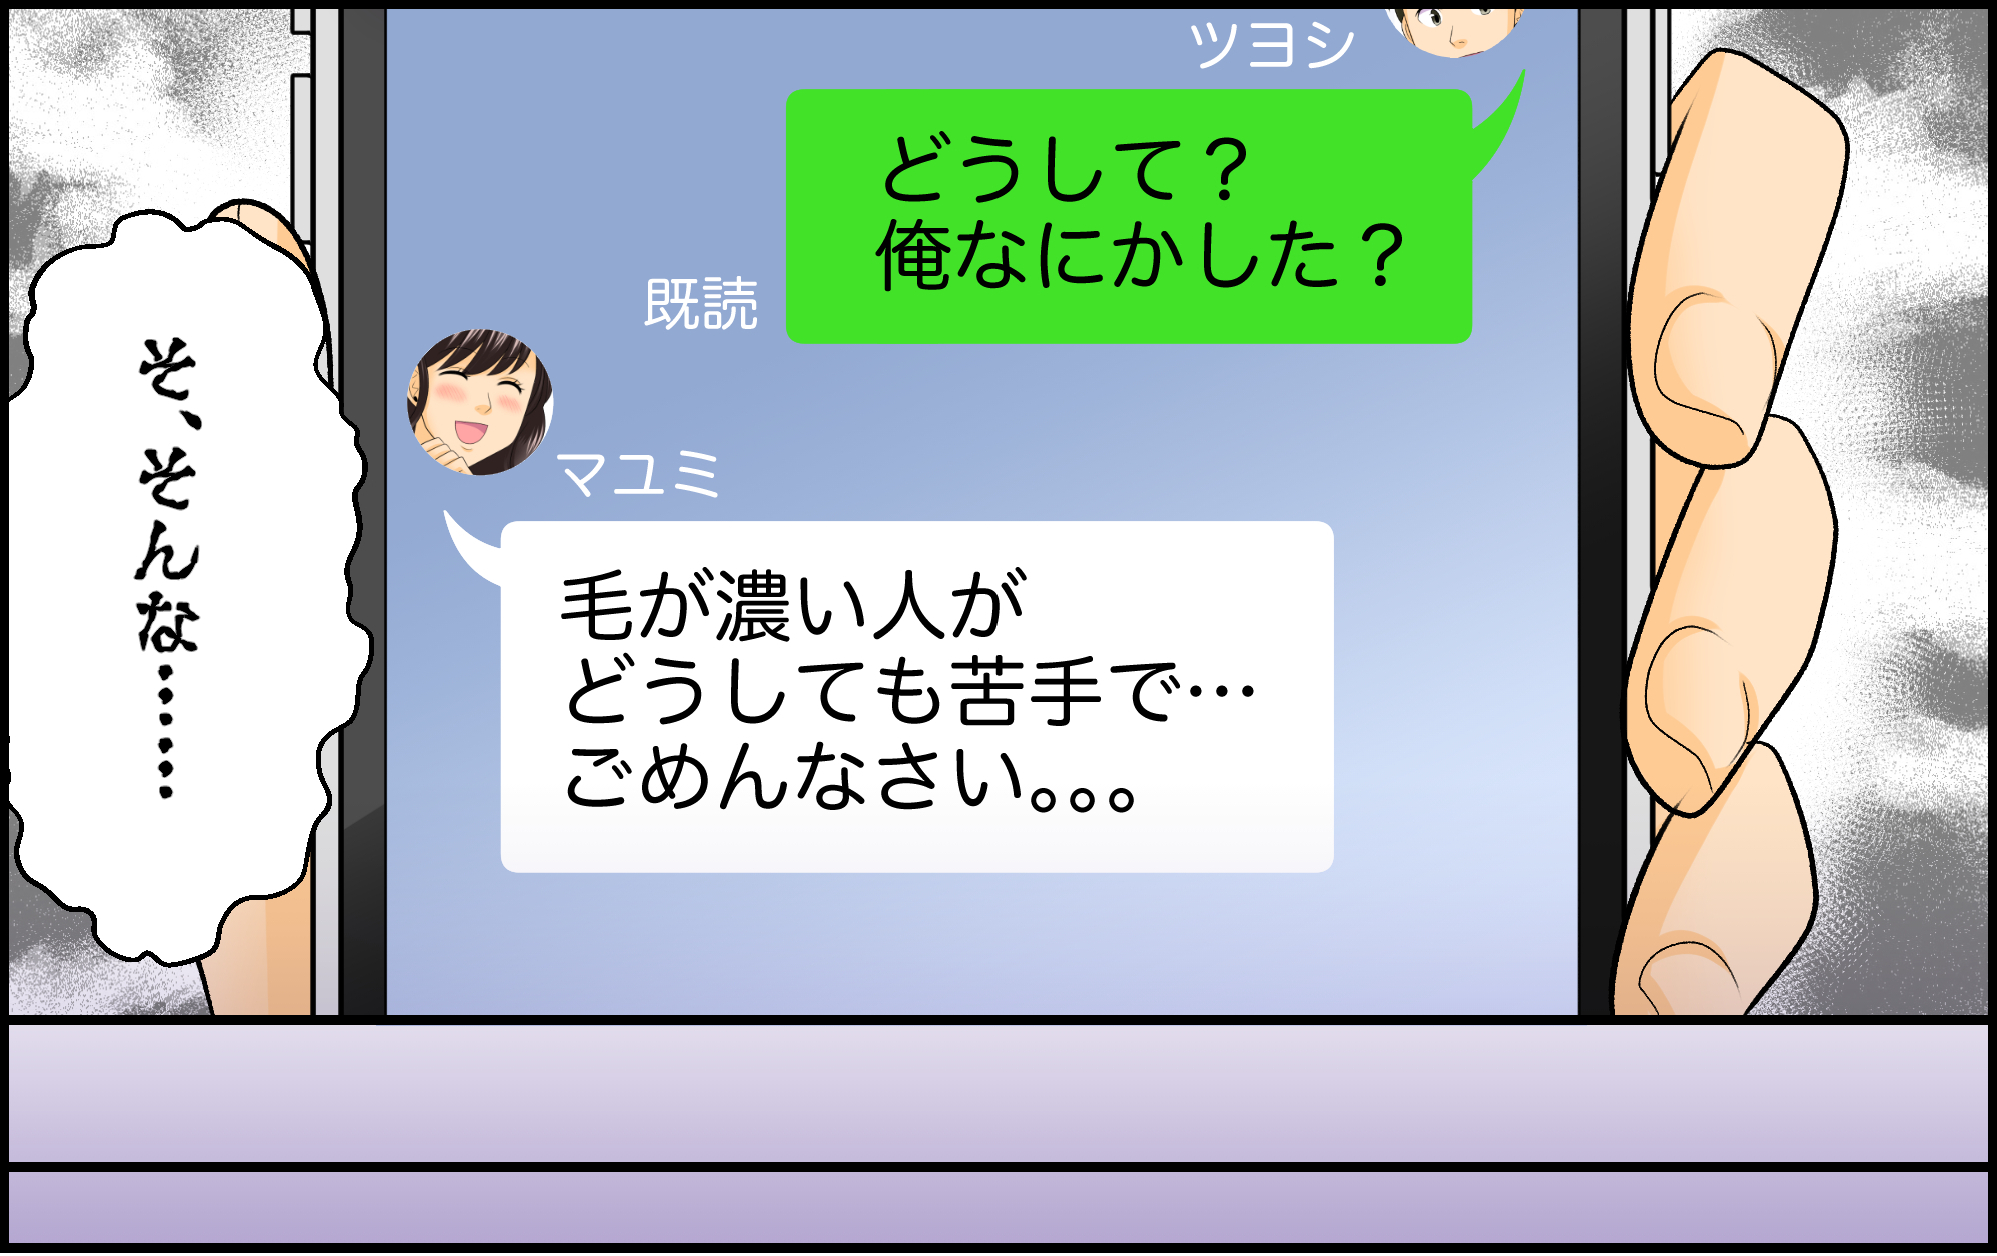 ツヨシ
どうして？
俺なにかした？
既読
マユミ
毛が濃い人が
どうしても苦手で…
ごめんなさい。。。
そ、そんな……